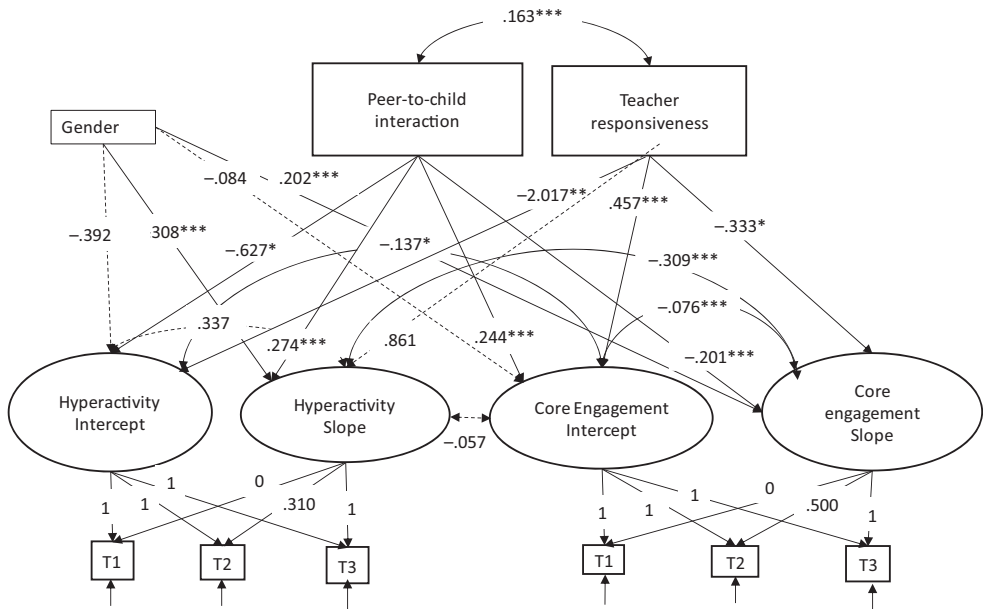 .163***
Peer-to-child
interaction
Teacher
responsiveness
Gender
−.084
.202***
−2.017**
.457***
−.333*
−.392
308***
−.627*
−.137*
−.309***
−.076***
.337
.274***
.861
.244***
−.201***
Hyperactivity
Intercept
Hyperactivity
Slope
Core Engagement
Intercept
Core
engagement
Slope
−.057
1
1
1
0
.310
1
1
1
1
0
.500
1
T1
T2
T3
T1
T2
T3